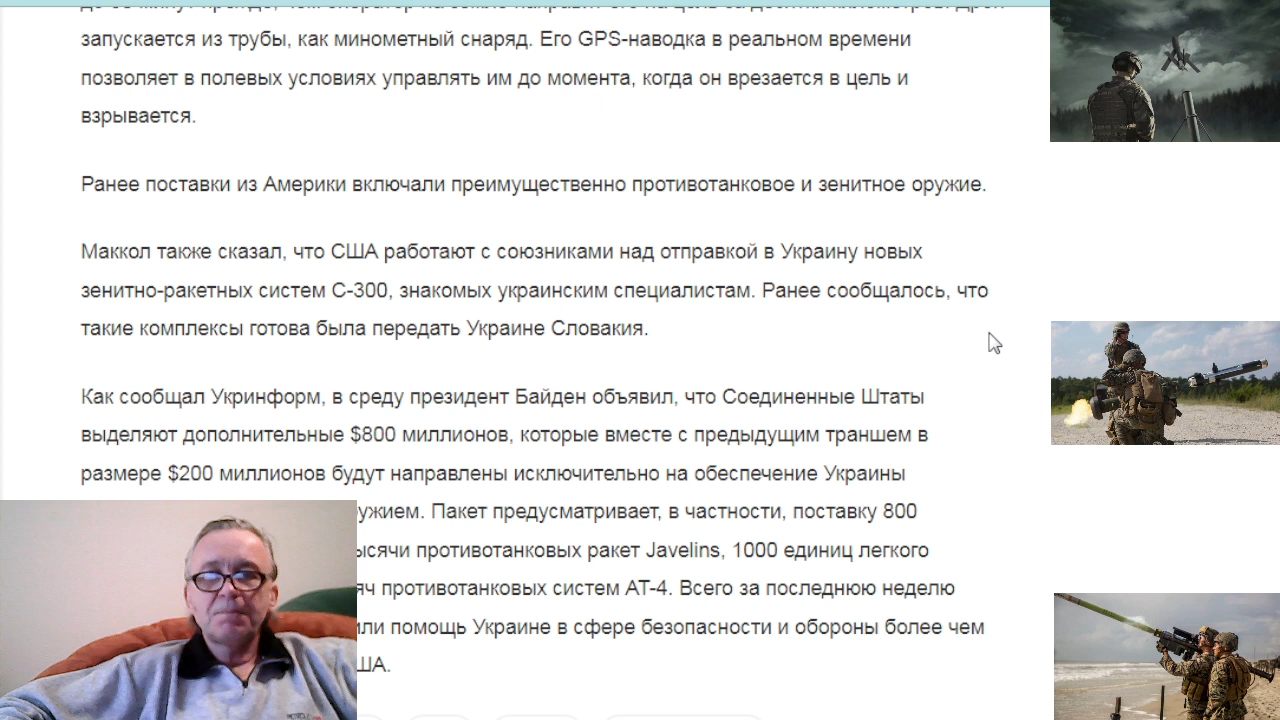 запускается из трубы, как минометный снаряд. Его GPS-наводка в реальном времени
позволяет в полевых условиях управлять им до момента, когда он врезается в цель и
взрывается.
Ранее поставки из Америки включали преимущественно противотанковое и зенитное оружие.
Маккол также сказал, что США работают с союзниками над отправкой в Украину новых
зенитно-ракетных систем С-300, знакомых украинским специалистам. Ранее сообщалось, что
такие комплексы готова была передать Украине Словакия.
Как сообщал Укринформ, в среду президент Байден объявил, что Соединенные Штаты
выделяют дополнительные $800 миллионов, которые вместе с предыдущим траншем в
размере $200 миллионов будут направлены исключительно на обеспечение Украины
ужием. Пакет предусматривает, в частности, поставку 800
ысячи противотанковых ракет Javelins, 1000 единиц легкого
яч противотанковых систем АТ-4. Всего за последнюю неделю
или помощь Украине в сфере безопасности и обороны более чем
ША.